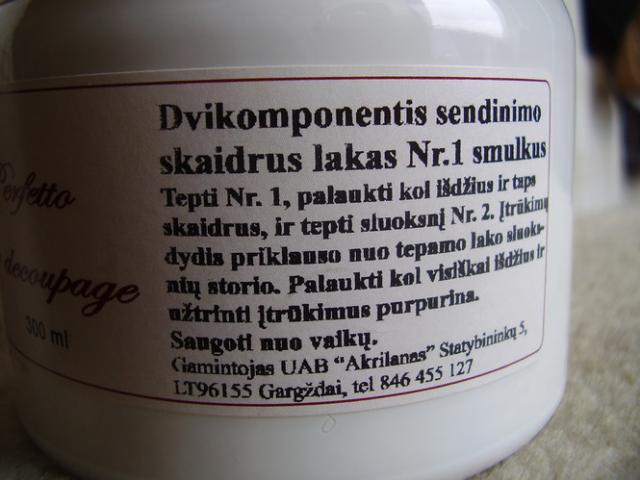 Perfetto
decoupage
300 ml
Dvikomponentis sendinimo
skaidrus lakas Nr.1 smulkus
Tepti Nr. 1, palaukti kol išdžius ir taps
skaidrus, ir tepti sluoksnį Nr. 2. Įtrūkimų
dydis priklauso nuo tepamo lako sluoks-
nių storio. Palaukti kol visiškai išdžius ir
užtrinti įtrūkimus purpurina.
Saugoti nuo vaikų.
Gamintojas UAB "Akrilanas" Statybininkų 5,
LT96155 Gargždai, tel 846 455 127